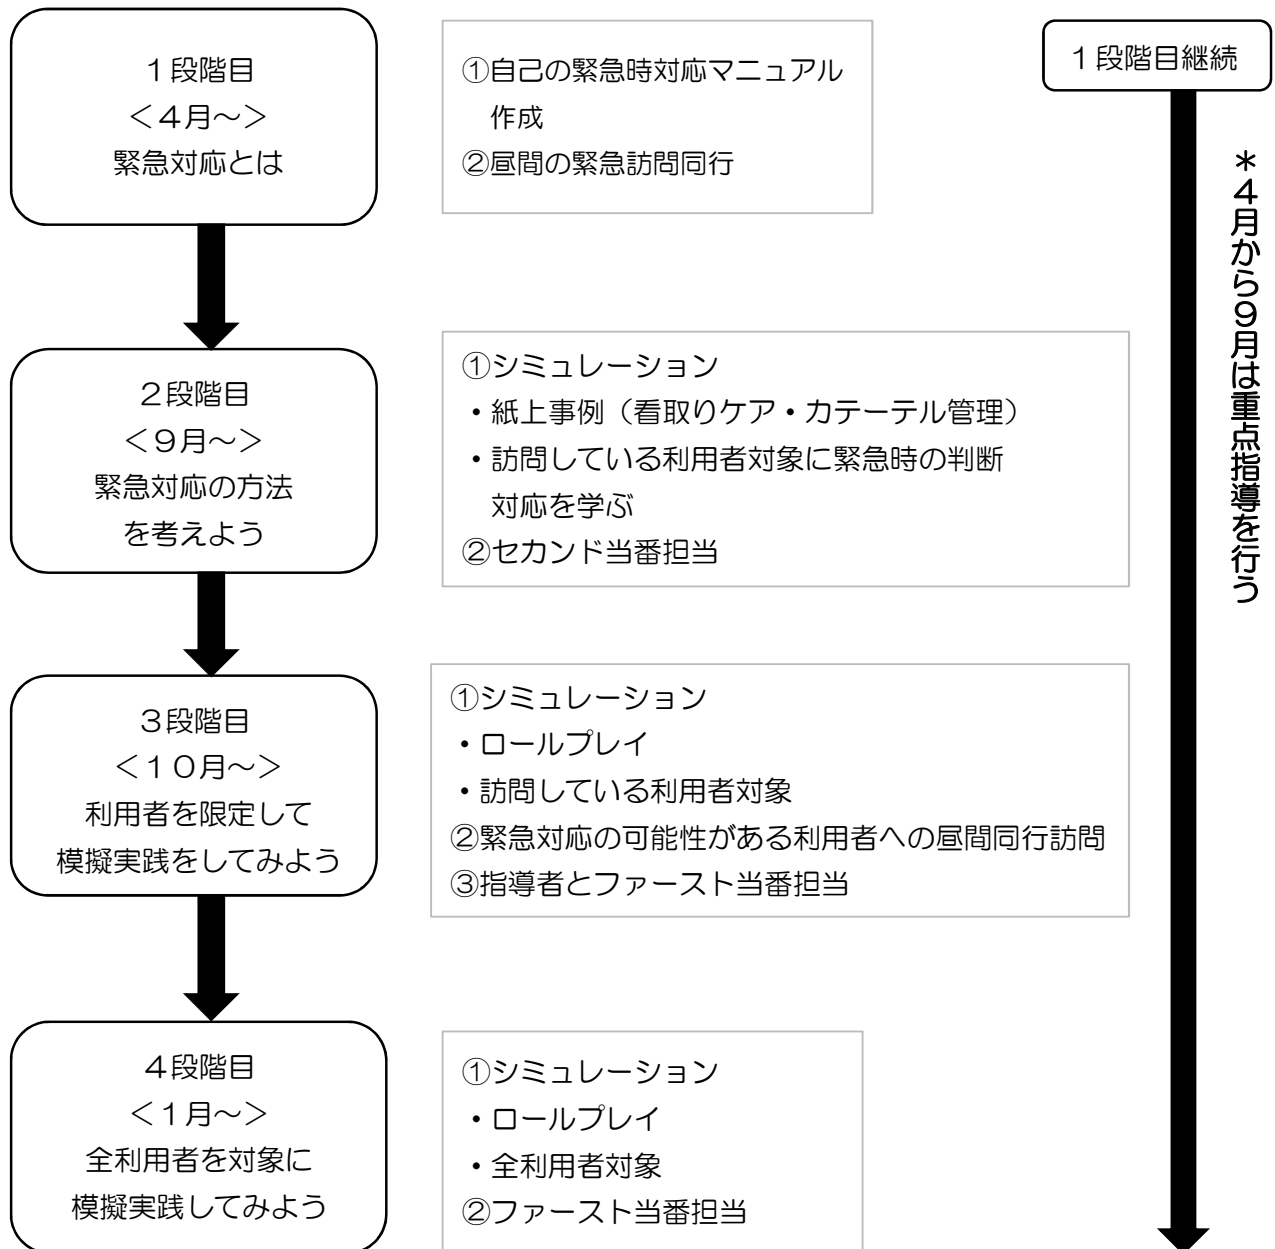 １段階目
＜４月～＞
緊急対応とは
①自己の緊急時対応マニュアル
作成
②昼間の緊急訪問同行
１段階目継続
＊４月から９月は重点指導を行う
２段階目
＜９月～＞
緊急対応の方法
を考えよう
①シミュレーション
・紙上事例（看取りケア・カテーテル管理）
・訪問している利用者対象に緊急時の判断
対応を学ぶ
②セカンド当番担当
３段階目
＜１０月～＞
利用者を限定して
模擬実践をしてみよう
①シミュレーション
・ロールプレイ
・訪問している利用者対象
②緊急対応の可能性がある利用者への昼間同行訪問
③指導者とファースト当番担当
４段階目
＜１月～＞
全利用者を対象に
模擬実践してみよう
①シミュレーション
・ロールプレイ
・全利用者対象
②ファースト当番担当